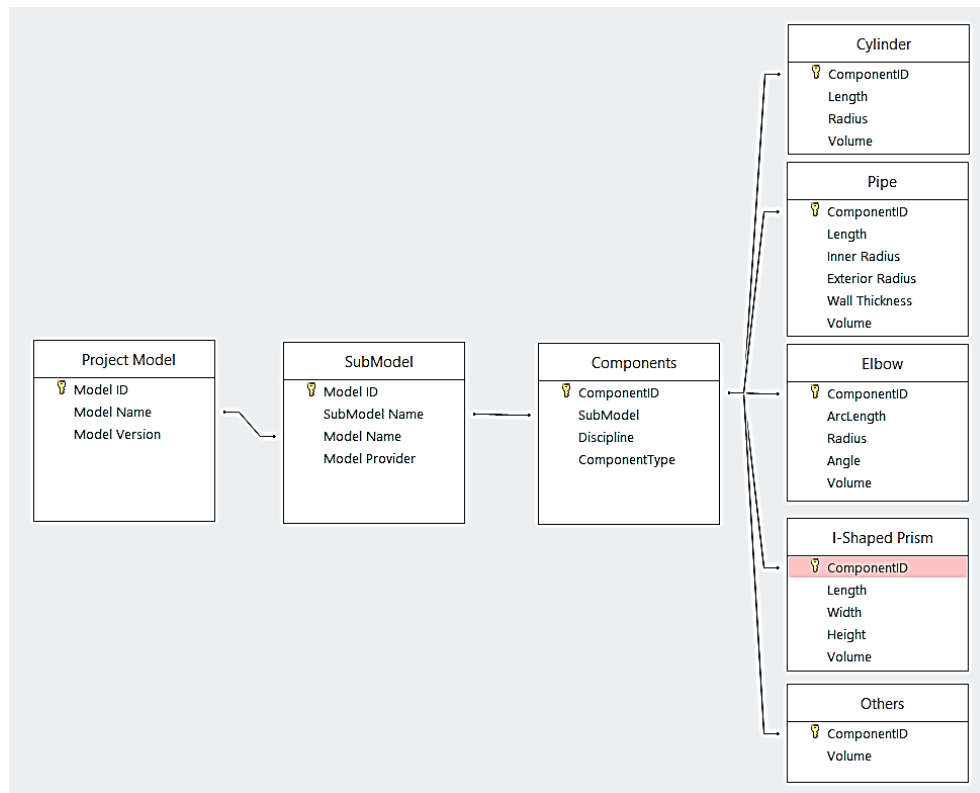 Project Model
Model ID
Model Name
Model Version
SubModel
Model ID
SubModel Name
Model Name
Model Provider
Components
ComponentID
SubModel
Discipline
ComponentType
Cylinder
ComponentID
Length
Radius
Volume
Pipe
ComponentID
Length
Inner Radius
Exterior Radius
Wall Thickness
Volume
Elbow
ComponentID
ArcLength
Radius
Angle
Volume
I-Shaped Prism
ComponentID
Length
Width
Height
Volume
Others
ComponentID
Volume